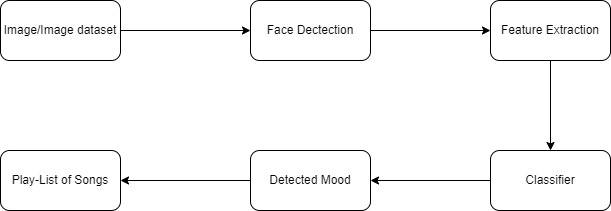 Image/Image dataset
Face Dectection
Feature Extraction
Play-List of Songs
Detected Mood
Classifier